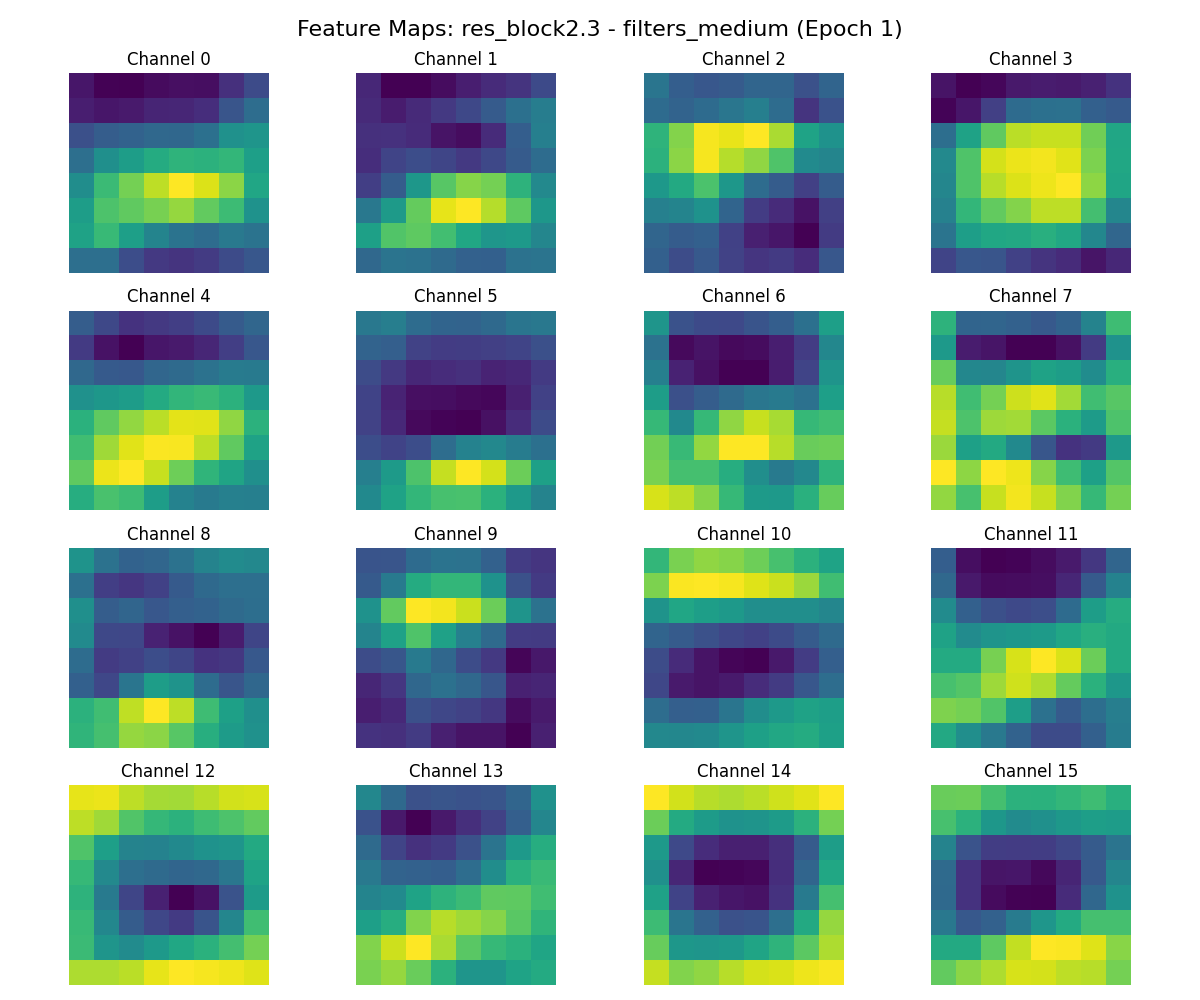 Feature Maps: res_block2.3 - filters_medium (Epoch 1)
Channel 0
Channel 1
Channel 2
Channel 3
Channel 4
Channel 5
Channel 6
Channel 7
Channel 8
Channel 9
Channel 10
Channel 11
Channel 12
Channel 13
Channel 14
Channel 15